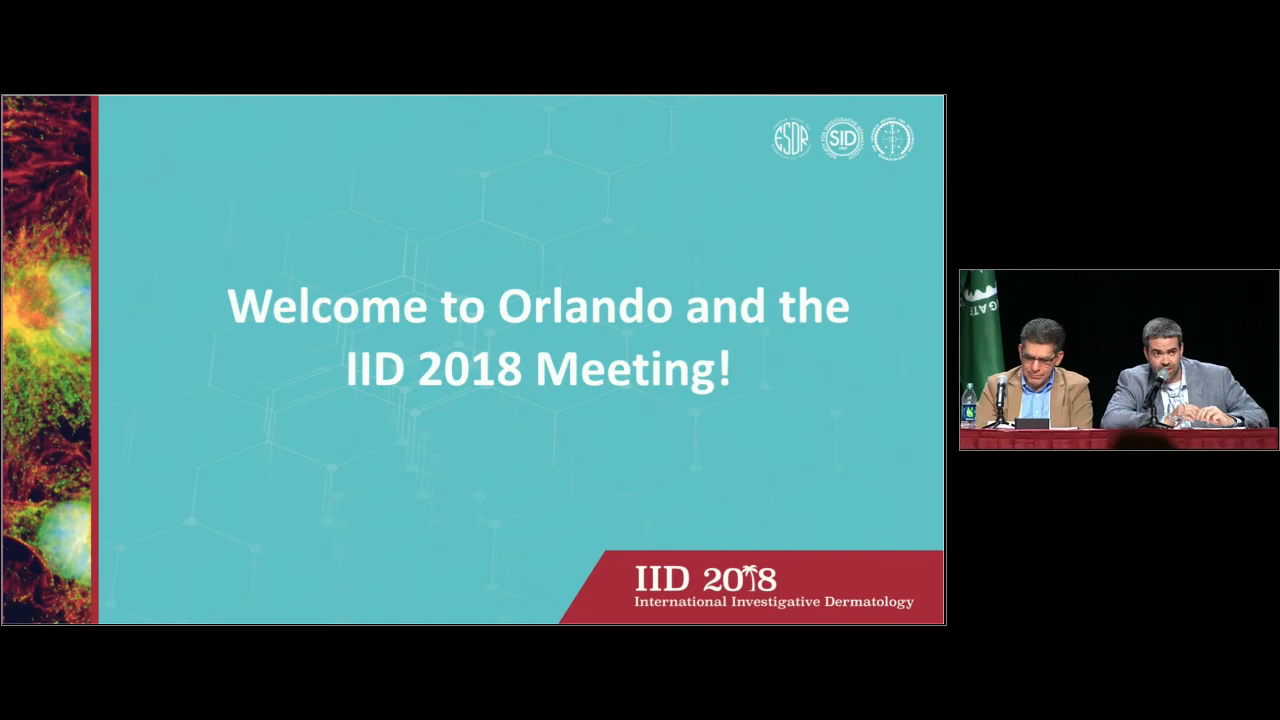 ESDR
SID
Welcome to Orlando and the
IID 2018 Meeting!
IID 2018
International Investigative Dermatology